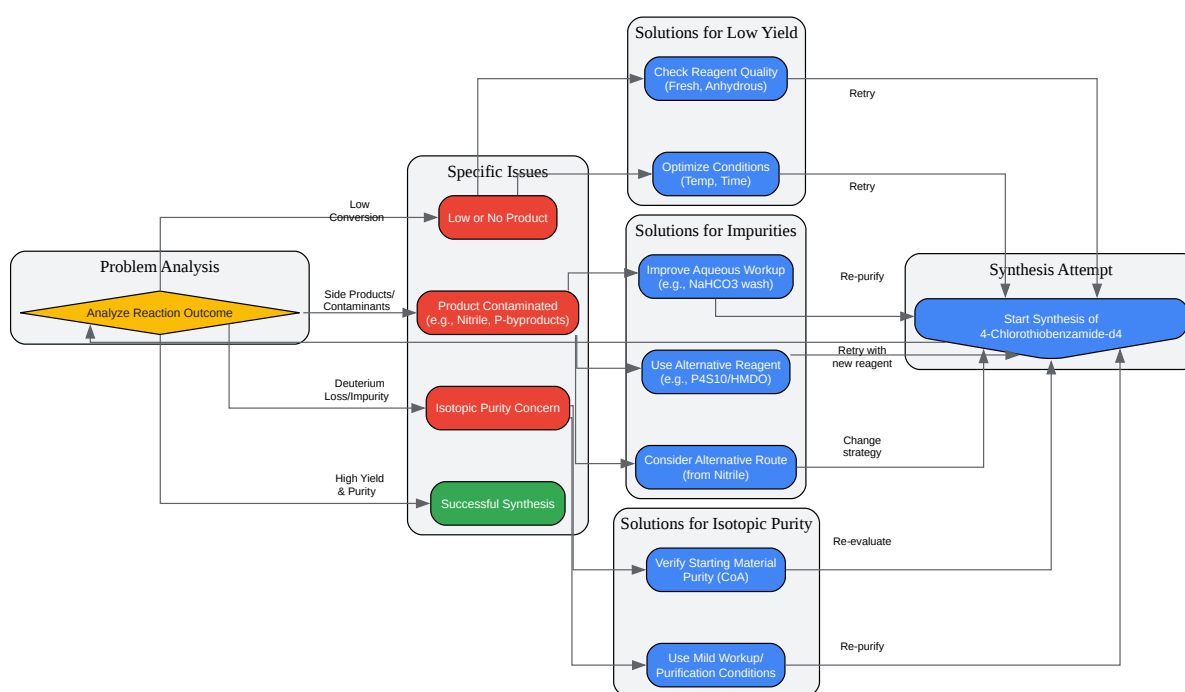 Solutions for Low Yield
Check Reagent Quality
(Fresh, Anhydrous)
Retry
Optimize Conditions
(Temp, Time)
Retry
Specific Issues
Low
Conversion
Low or No Product
Solutions for Impurities
Improve Aqueous Workup
(e.g., NaHCO3 wash)
Re-purify
Problem Analysis
Analyze Reaction Outcome
Side Products/
Contaminants
Product Contaminated
(e.g., Nitrile, P-byproducts)
Synthesis Attempt
Start Synthesis of
4-Chlorothiobenzamide-d4
Use Alternative Reagent
(e.g., P4S10/HMDO)
Retry with
new reagent
Deuterium
Loss/Impurity
Isotopic Purity Concern
Consider Alternative Route
(from Nitrile)
Change
strategy
High Yield
& Purity
Successful Synthesis
Solutions for Isotopic Purity
Verify Starting Material
Purity (CoA)
Re-evaluate
Use Mild Workup/
Purification Conditions
Re-purify